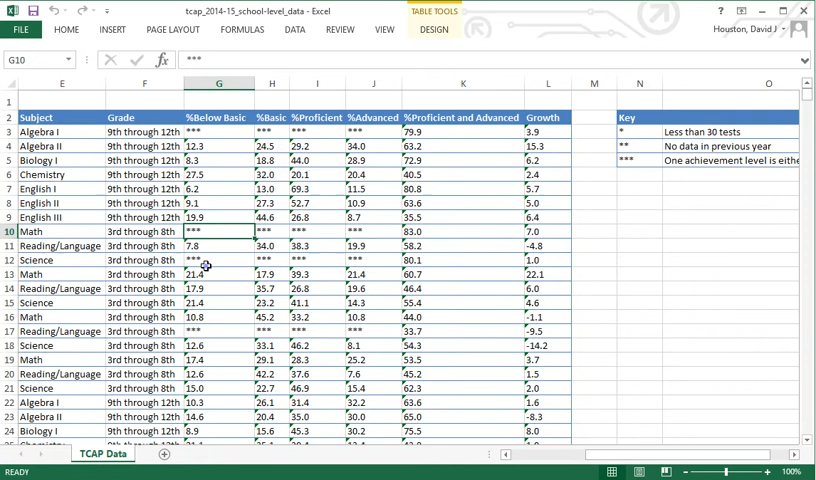 tcap_2014-15_school-level_data - Excel
TABLE TOOLS
FILE HOME INSERT PAGE LAYOUT FORMULAS DATA REVIEW VIEW DESIGN Houston, David J
G10 fx ***
E F G H I J K L M N O
1
2 Subject Grade %Below Basic %Basic %Proficient %Advanced %Proficient and Advanced Growth Key
3 Algebra I 9th through 12th *** *** *** *** 79.9 3.9 * Less than 30 tests
4 Algebra II 9th through 12th 12.3 24.5 29.2 34.0 63.2 15.3 ** No data in previous year
5 Biology I 9th through 12th 8.3 18.8 44.0 28.9 72.9 6.2 *** One achievement level is eithe
6 Chemistry 9th through 12th 27.5 32.0 20.1 20.4 40.5 2.4
7 English I 9th through 12th 6.2 13.0 69.3 11.5 80.8 5.7
8 English II 9th through 12th 9.1 27.3 52.7 10.9 63.6 5.0
9 English III 9th through 12th 19.9 44.6 26.8 8.7 35.5 6.4
10 Math 3rd through 8th *** *** *** *** 83.0 7.0
11 Reading/Language 3rd through 8th 7.8 34.0 38.3 19.9 58.2 -4.8
12 Science 3rd through 8th *** *** *** *** 80.1 1.0
13 Math 3rd through 8th 21.4 17.9 39.3 21.4 60.7 22.1
14 Reading/Language 3rd through 8th 17.9 35.7 26.8 19.6 46.4 6.0
15 Science 3rd through 8th 21.4 23.2 41.1 14.3 55.4 4.6
16 Math 3rd through 8th 10.8 45.2 33.2 10.8 44.0 -1.1
17 Reading/Language 3rd through 8th *** *** *** *** 33.7 -9.5
18 Science 3rd through 8th 12.6 33.1 46.2 8.1 54.3 -14.2
19 Math 3rd through 8th 17.4 29.1 28.3 25.2 53.5 3.7
20 Reading/Language 3rd through 8th 12.6 42.2 37.6 7.6 45.2 1.5
21 Science 3rd through 8th 15.0 22.7 46.9 15.4 62.3 2.0
22 Algebra I 9th through 12th 10.3 26.1 31.4 32.2 63.6 1.6
23 Algebra II 9th through 12th 14.6 20.4 35.0 30.0 65.0 -8.3
24 Biology I 9th through 12th 8.9 15.6 45.3 30.2 75.5 8.0
TCAP Data
READY 100%